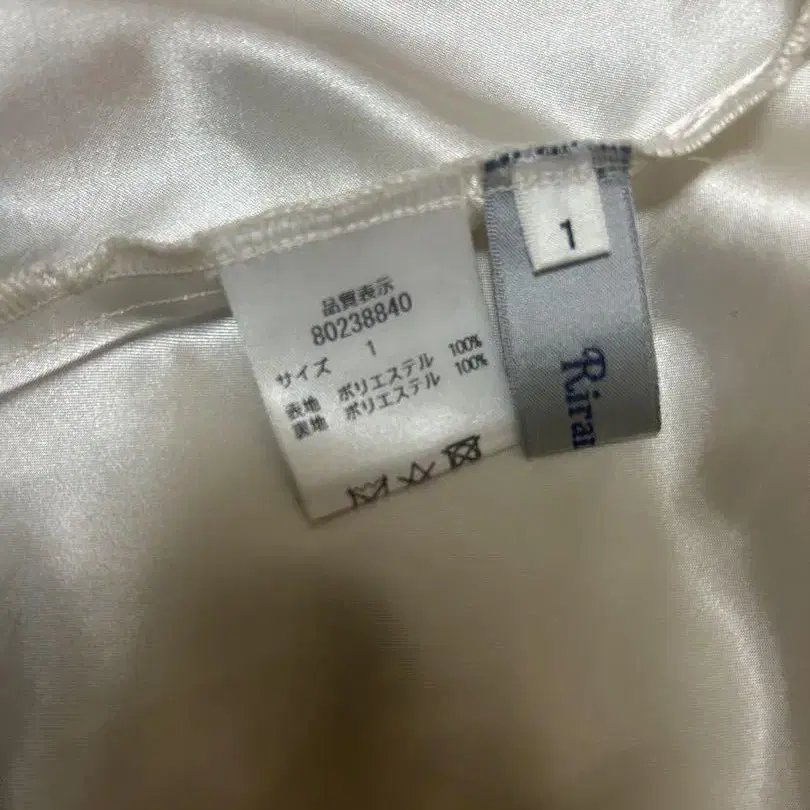 品質表示
80238840
サイズ 1
表地 ポリエステル 100%
裏地 ポリエステル 100%
1